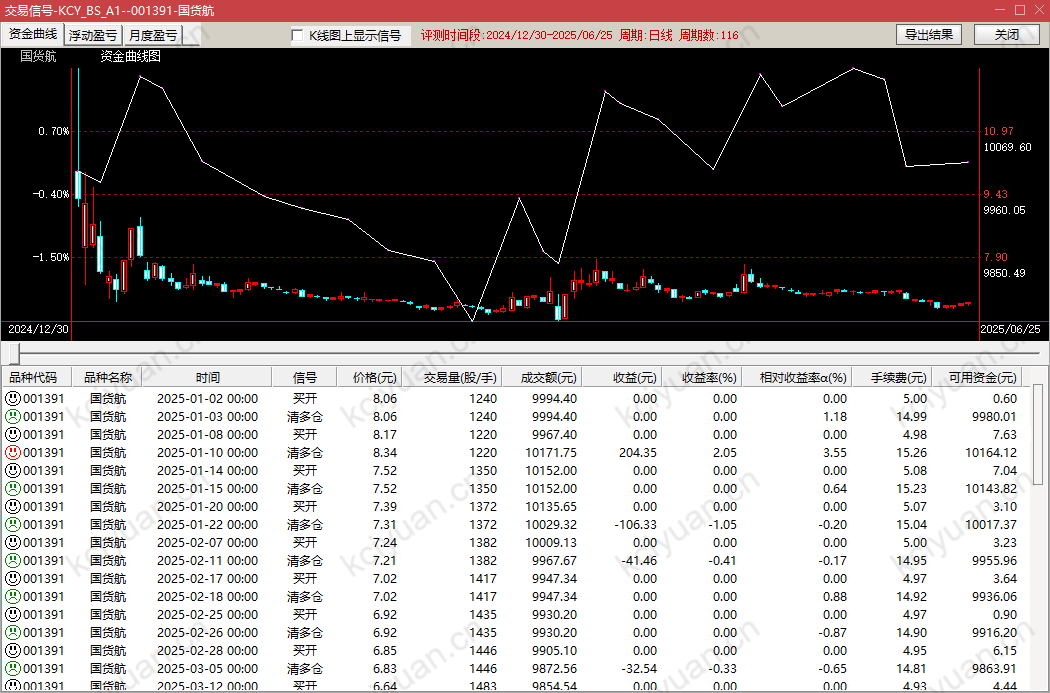 交易信号-KCY_BS_A1--001391-国货航
资金曲线 浮动盈亏 月度盈亏 K线图上显示信号 评测时间段:2024/12/30-2025/06/25 周期:日线 周期数:116 导出结果 关闭
国货航 资金曲线图
0.70% 10.97
10069.60
-0.40% 9.43
9960.05
-1.50% 7.90
9850.49
2024/12/30 2025/06/25
品种代码 品种名称 时间 信号 价格(元) 交易量(股/手) 成交额(元) 收益(元) 收益率(%) 相对收益率α(%) 手续费(元) 可用资金(元)
001391 国货航 2025-01-02 00:00 买开 8.06 1240 9994.40 0.00 0.00 0.00 5.00 0.60
001391 国货航 2025-01-03 00:00 清多仓 8.06 1240 9994.40 0.00 0.00 1.18 14.99 9980.01
001391 国货航 2025-01-08 00:00 买开 8.17 1220 9967.40 0.00 0.00 0.00 4.98 7.63
001391 国货航 2025-01-10 00:00 清多仓 8.34 1220 10171.75 204.35 2.05 3.55 15.26 10164.12
001391 国货航 2025-01-14 00:00 买开 7.52 1350 10152.00 0.00 0.00 0.00 5.08 7.04
001391 国货航 2025-01-15 00:00 清多仓 7.52 1350 10152.00 0.00 0.00 0.64 15.23 10143.82
001391 国货航 2025-01-20 00:00 买开 7.39 1372 10135.65 0.00 0.00 0.00 5.07 3.10
001391 国货航 2025-01-22 00:00 清多仓 7.31 1372 10029.32 -106.33 -1.05 -0.20 15.04 10017.37
001391 国货航 2025-02-07 00:00 买开 7.24 1382 10009.13 0.00 0.00 0.00 5.00 3.23
001391 国货航 2025-02-11 00:00 清多仓 7.21 1382 9967.67 -41.46 -0.41 -0.17 14.95 9955.96
001391 国货航 2025-02-17 00:00 买开 7.02 1417 9947.34 0.00 0.00 0.00 4.97 3.64
001391 国货航 2025-02-18 00:00 清多仓 7.02 1417 9947.34 0.00 0.00 0.88 14.92 9936.06
001391 国货航 2025-02-25 00:00 买开 6.92 1435 9930.20 0.00 0.00 0.00 4.97 0.90
001391 国货航 2025-02-26 00:00 清多仓 6.92 1435 9930.20 0.00 0.00 -0.87 14.90 9916.20
001391 国货航 2025-02-28 00:00 买开 6.85 1446 9905.10 0.00 0.00 0.00 4.95 6.15
001391 国货航 2025-03-05 00:00 清多仓 6.83 1446 9872.56 -32.54 -0.33 -0.65 14.81 9863.91
001391 国货航 2025-03-12 00:00 买开 6.64 1483 9854.54 0.00 0.00 0.00 4.93 4.44